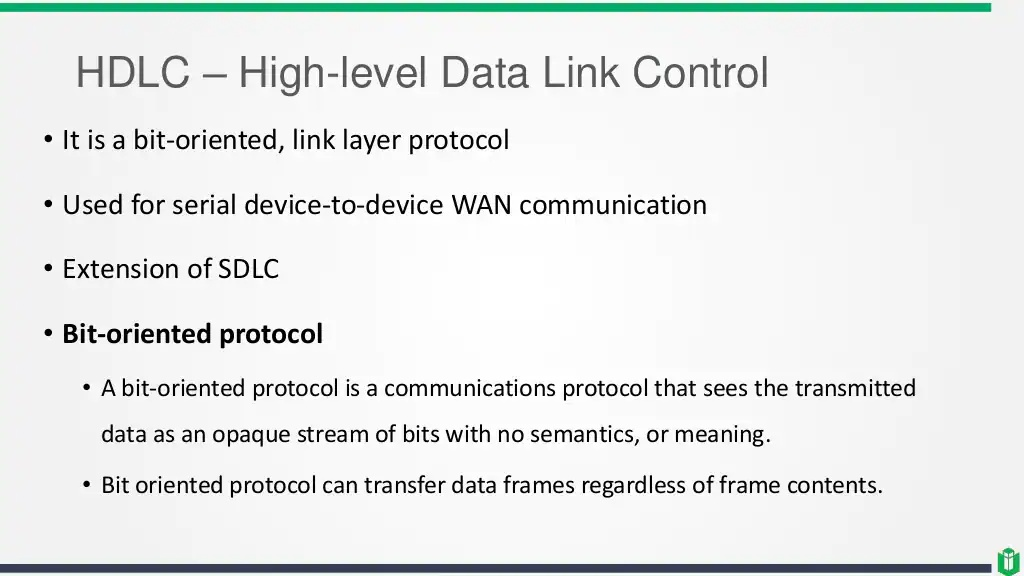 HDLC – High-level Data Link Control
• It is a bit-oriented, link layer protocol
• Used for serial device-to-device WAN communication
• Extension of SDLC
• Bit-oriented protocol
• A bit-oriented protocol is a communications protocol that sees the transmitted
data as an opaque stream of bits with no semantics, or meaning.
• Bit oriented protocol can transfer data frames regardless of frame contents.